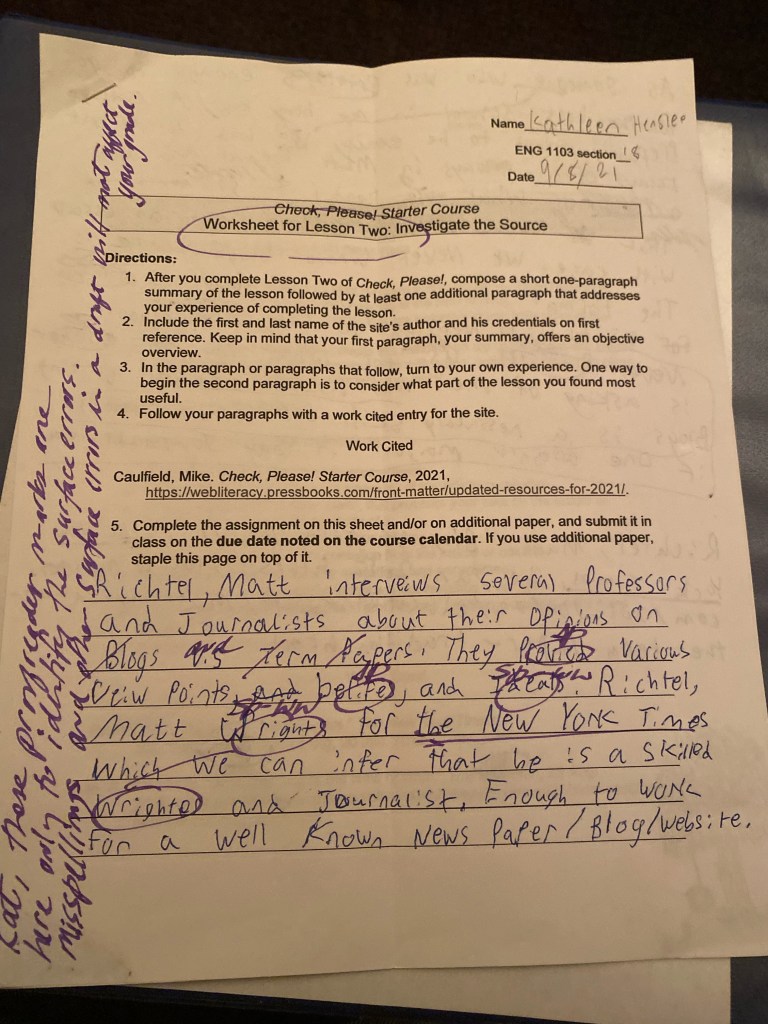 Name Kathleen Henslee
ENG 1103 section 18
Date 9/8/21
Check, Please! Starter Course
Worksheet for Lesson Two: Investigate the Source
Directions:
1. After you complete Lesson Two of Check, Please!, compose a short one-paragraph
summary of the lesson followed by at least one additional paragraph that addresses
your experience of completing the lesson.
2. Include the first and last name of the site's author and his credentials on first
reference. Keep in mind that your first paragraph, your summary, offers an objective
overview.
3. In the paragraph or paragraphs that follow, turn to your own experience. One way to
begin the second paragraph is to consider what part of the lesson you found most
useful.
4. Follow your paragraphs with a work cited entry for the site.
Work Cited
Caulfield, Mike. Check, Please! Starter Course, 2021,
https://webliteracy.pressbooks.com/front-matter/updated-resources-for-2021/.
5. Complete the assignment on this sheet and/or on additional paper, and submit it in
class on the due date noted on the course calendar. If you use additional paper,
staple this page on top of it.
Richtel, Matt interveiws several Professors
and Journalists about their Opinions on
Blogs v.s Term Papers. They various
sp
Veiw Points, and and Richtel,
sp sp ww
Matt Wrights for the New York Times
sp ww
which we can infer that he is a skilled
Wrighter and Journalist, Enough to work
for a well Known News Paper/Blog/website.
Kat, These proofreader marks are
here only to identify the surface errors.
Misspellings and other surface errors in a draft will not affect
your grade.